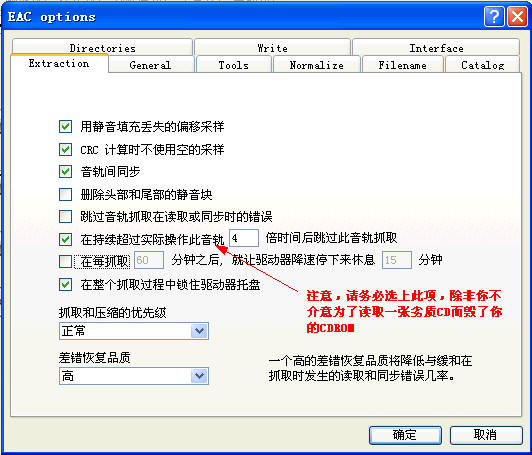 EAC options
Directories Write Interface
Extraction General Tools Normalize Filename Catalog
用静音填充丢失的偏移采样
CRC 计算时不使用空的采样
音轨间同步
删除头部和尾部的静音块
跳过音轨抓取在读取或同步时的错误
在持续超过实际操作此音轨 4 倍时间后跳过此音轨抓取
在每抓取 60 分钟之后, 就让驱动器降速停下来休息 15 分钟
在整个抓取过程中锁住驱动器托盘
注意，请务必选上此项，除非你不
介意为了读取一张劣质CD而毁了你
的CDROM
抓取和压缩的优先级
正常
差错恢复品质
高
一个高的差错恢复品质将降低与缓和在
抓取时发生的读取和同步错误几率。
确定 取消